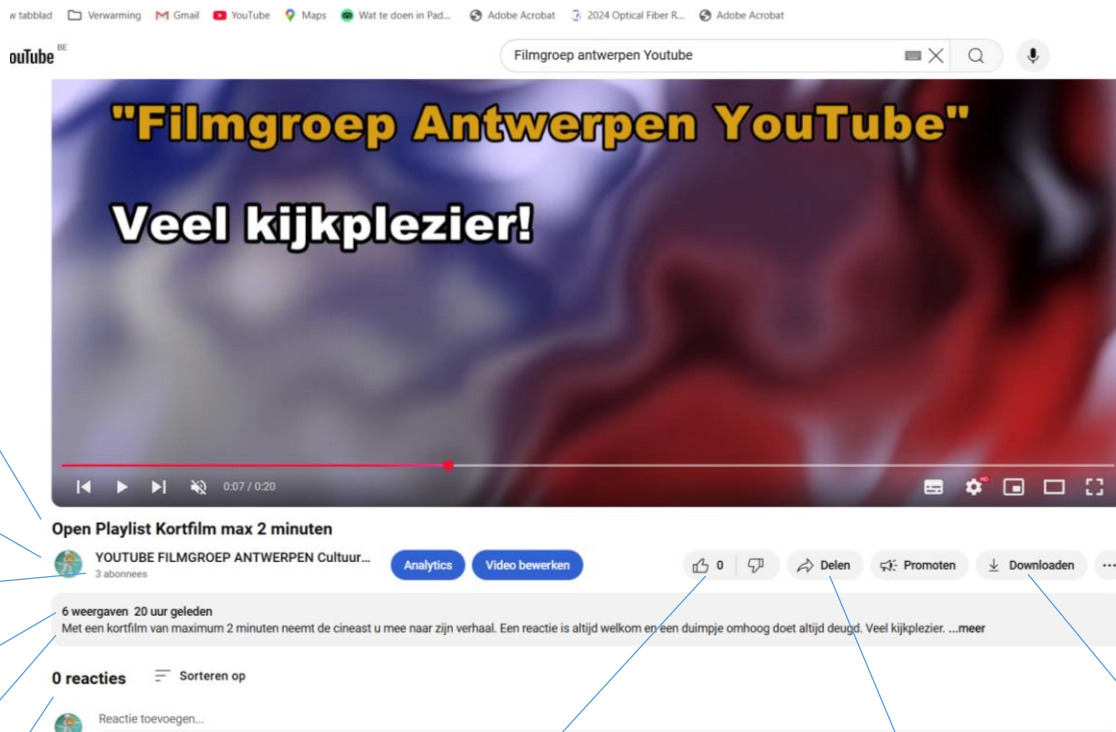 w tabblad Verwarming Gmail YouTube Maps Wat te doen in Pad... Adobe Acrobat 2024 Optical Fiber R... Adobe Acrobat
ouTube BE Filmgroep antwerpen Youtube
"Filmgroep Antwerpen YouTube"
Veel kijkplezier!
0:07 / 0:20 HD
Open Playlist Kortfilm max 2 minuten
YOUTUBE FILMGROEP ANTWERPEN Cultuur... Analytics Video bewerken 0 Delen Promoten Downloaden ...
3 abonnees
6 weergaven 20 uur geleden
Met een kortfilm van maximum 2 minuten neemt de cineast u mee naar zijn verhaal. Een reactie is altijd welkom en een duimpje omhoog doet altijd deugd. Veel kijkplezier. ...meer
0 reacties Sorteren op
Reactie toevoegen...